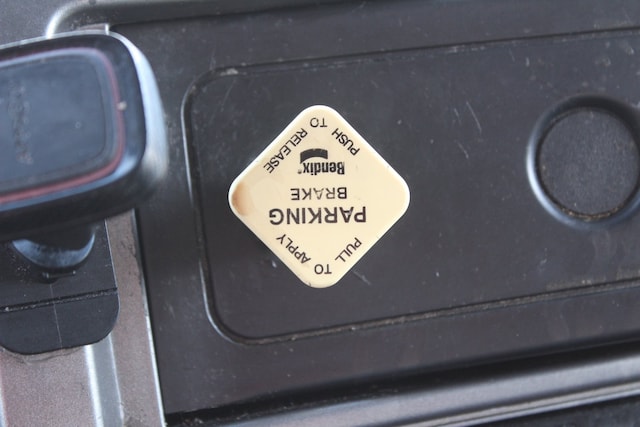 PULL TO APPLY
PARKING
BRAKE
Bendix®
PUSH TO RELEASE